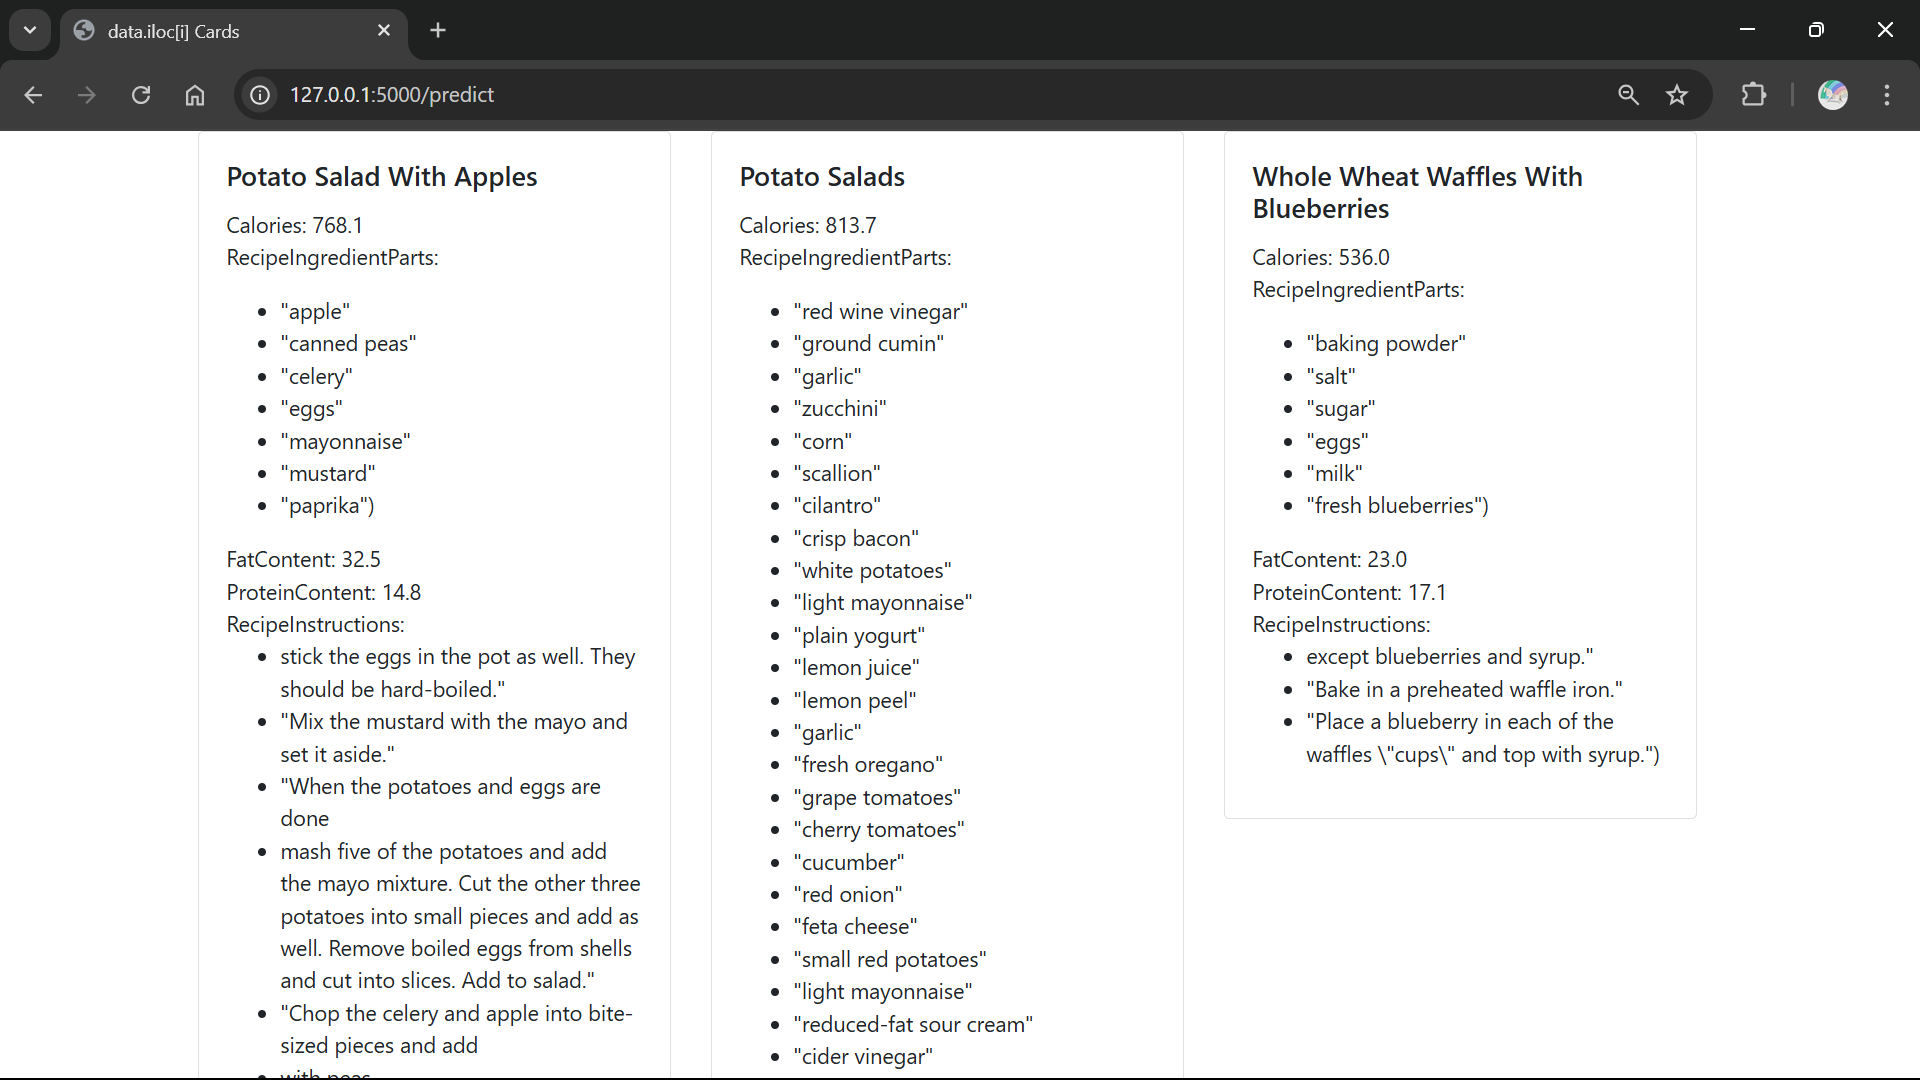 data.iloc[i] Cards
127.0.0.1:5000/predict
Potato Salad With Apples
Calories: 768.1
RecipeIngredientParts:
"apple"
"canned peas"
"celery"
"eggs"
"mayonnaise"
"mustard"
"paprika")
FatContent: 32.5
ProteinContent: 14.8
RecipeInstructions:
stick the eggs in the pot as well. They
should be hard-boiled."
"Mix the mustard with the mayo and
set it aside."
"When the potatoes and eggs are
done
mash five of the potatoes and add
the mayo mixture. Cut the other three
potatoes into small pieces and add as
well. Remove boiled eggs from shells
and cut into slices. Add to salad."
"Chop the celery and apple into bite-
sized pieces and add
with peas
Potato Salads
Calories: 813.7
RecipeIngredientParts:
"red wine vinegar"
"ground cumin"
"garlic"
"zucchini"
"corn"
"scallion"
"cilantro"
"crisp bacon"
"white potatoes"
"light mayonnaise"
"plain yogurt"
"lemon juice"
"lemon peel"
"garlic"
"fresh oregano"
"grape tomatoes"
"cherry tomatoes"
"cucumber"
"red onion"
"feta cheese"
"small red potatoes"
"light mayonnaise"
"reduced-fat sour cream"
"cider vinegar"
Whole Wheat Waffles With
Blueberries
Calories: 536.0
RecipeIngredientParts:
"baking powder"
"salt"
"sugar"
"eggs"
"milk"
"fresh blueberries")
FatContent: 23.0
ProteinContent: 17.1
RecipeInstructions:
except blueberries and syrup."
"Bake in a preheated waffle iron."
"Place a blueberry in each of the
waffles \"cups\" and top with syrup.")